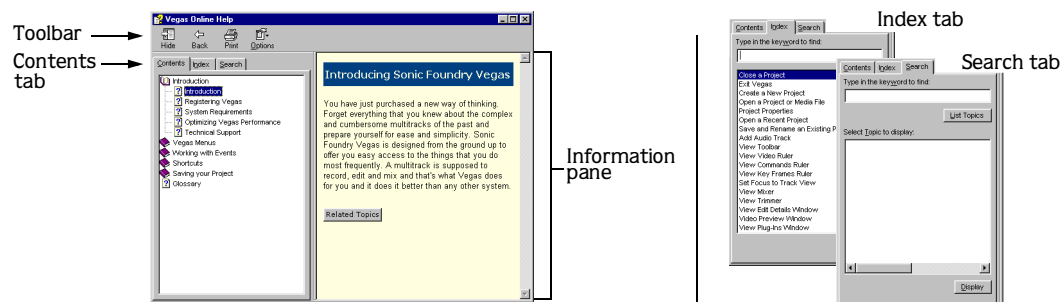 Vegas Online Help
Toolbar
Hide Back Print Options
Contents
tab
Contents Index Search
Introduction
Introduction
Registering Vegas
System Requirements
Optimizing Vegas Performance
Technical Support
Vegas Menus
Working with Events
Shortcuts
Saving your Project
Glossary
Introducing Sonic Foundry Vegas
You have just purchased a new way of thinking.
Forget everything that you knew about the complex
and cumbersome multitracks of the past and
prepare yourself for ease and simplicity. Sonic
Foundry Vegas is designed from the ground up to
offer you easy access to the things that you do
most frequently. A multitrack is supposed to
record, edit and mix and that's what Vegas does
for you and it does it better than any other system.
Related Topics
Information
pane
Index tab
Contents Index Search
Type in the keyword to find:
Close a Project
Exit Vegas
Create a New Project
Open a Project or Media File
Project Properties
Open a Recent Project
Save and Rename an Existing P
Add Audio Track
View Toolbar
View Video Ruler
View Commands Ruler
View Key Frames Ruler
Set Focus to Track View
View Mixer
View Trimmer
View Edit Details Window
Video Preview Window
View Plug-Ins Window
Search tab
Contents Index Search
Type in the keyword to find:
List Topics
Select Topic to display:
Display